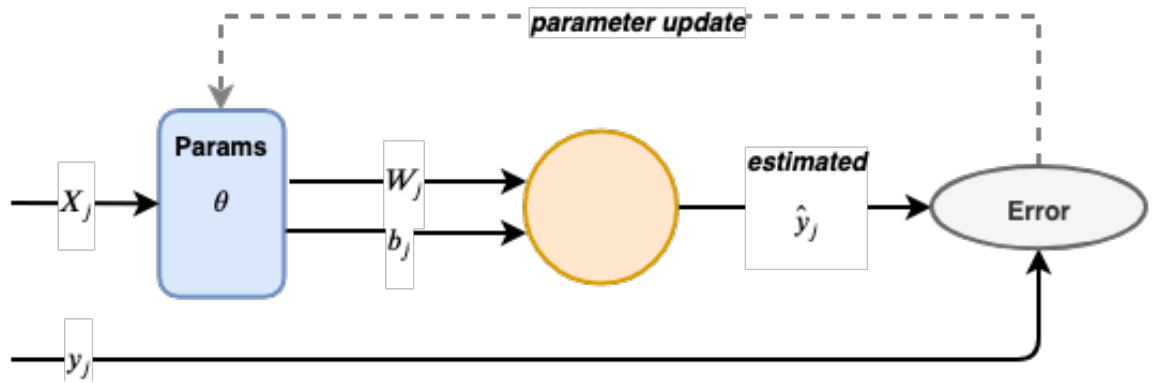 parameter update
Params
θ
X_j
W_j
b_j
estimated
ŷ_j
Error
y_j